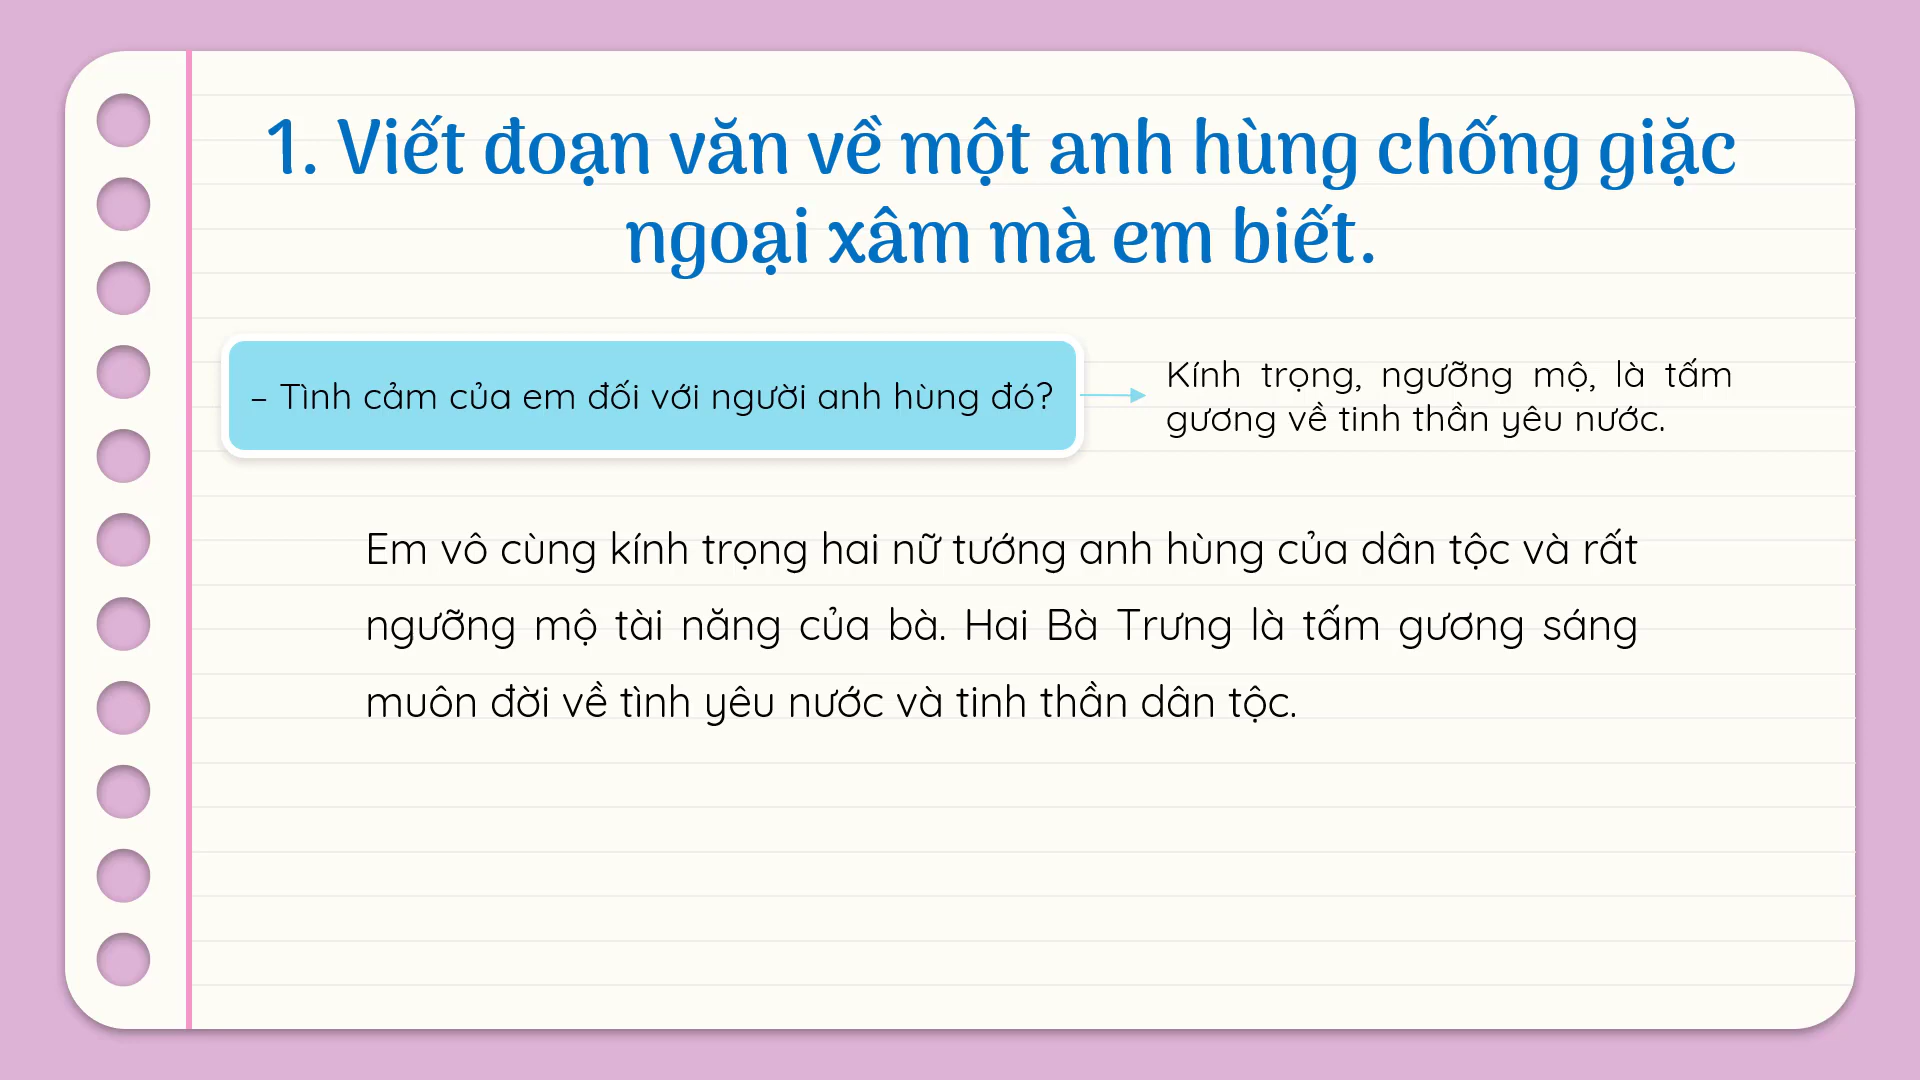 1. Viết đoạn văn về một anh hùng chống giặc
ngoại xâm mà em biết.
– Tình cảm của em đối với người anh hùng đó?
Kính trọng, ngưỡng mộ, là tấm
gương về tinh thần yêu nước.
Em vô cùng kính trọng hai nữ tướng anh hùng của dân tộc và rất
ngưỡng mộ tài năng của bà. Hai Bà Trưng là tấm gương sáng
muôn đời về tình yêu nước và tinh thần dân tộc.